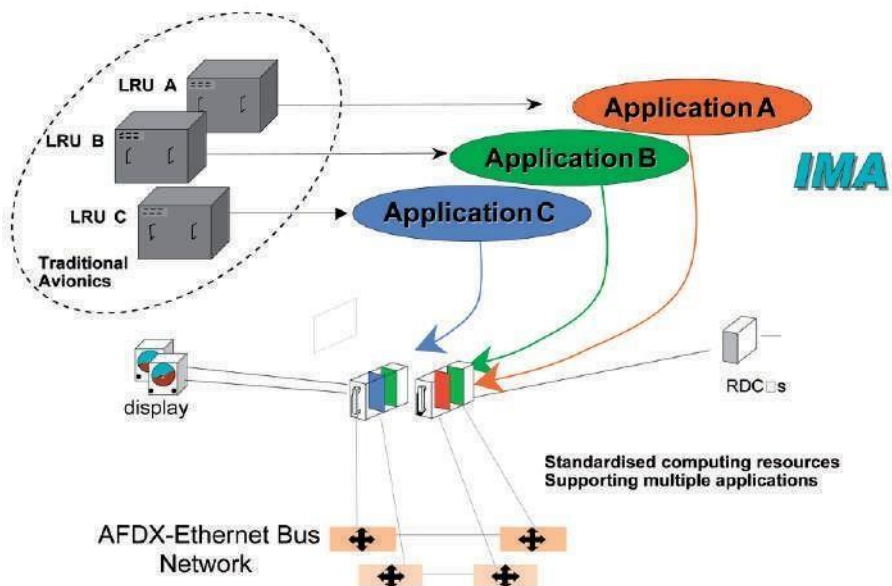 LRU A
LRU B
LRU C
Traditional
Avionics
Application A
Application B
Application C
IMA
display
RDC□s
Standardised computing resources
Supporting multiple applications
AFDX-Ethernet Bus
Network